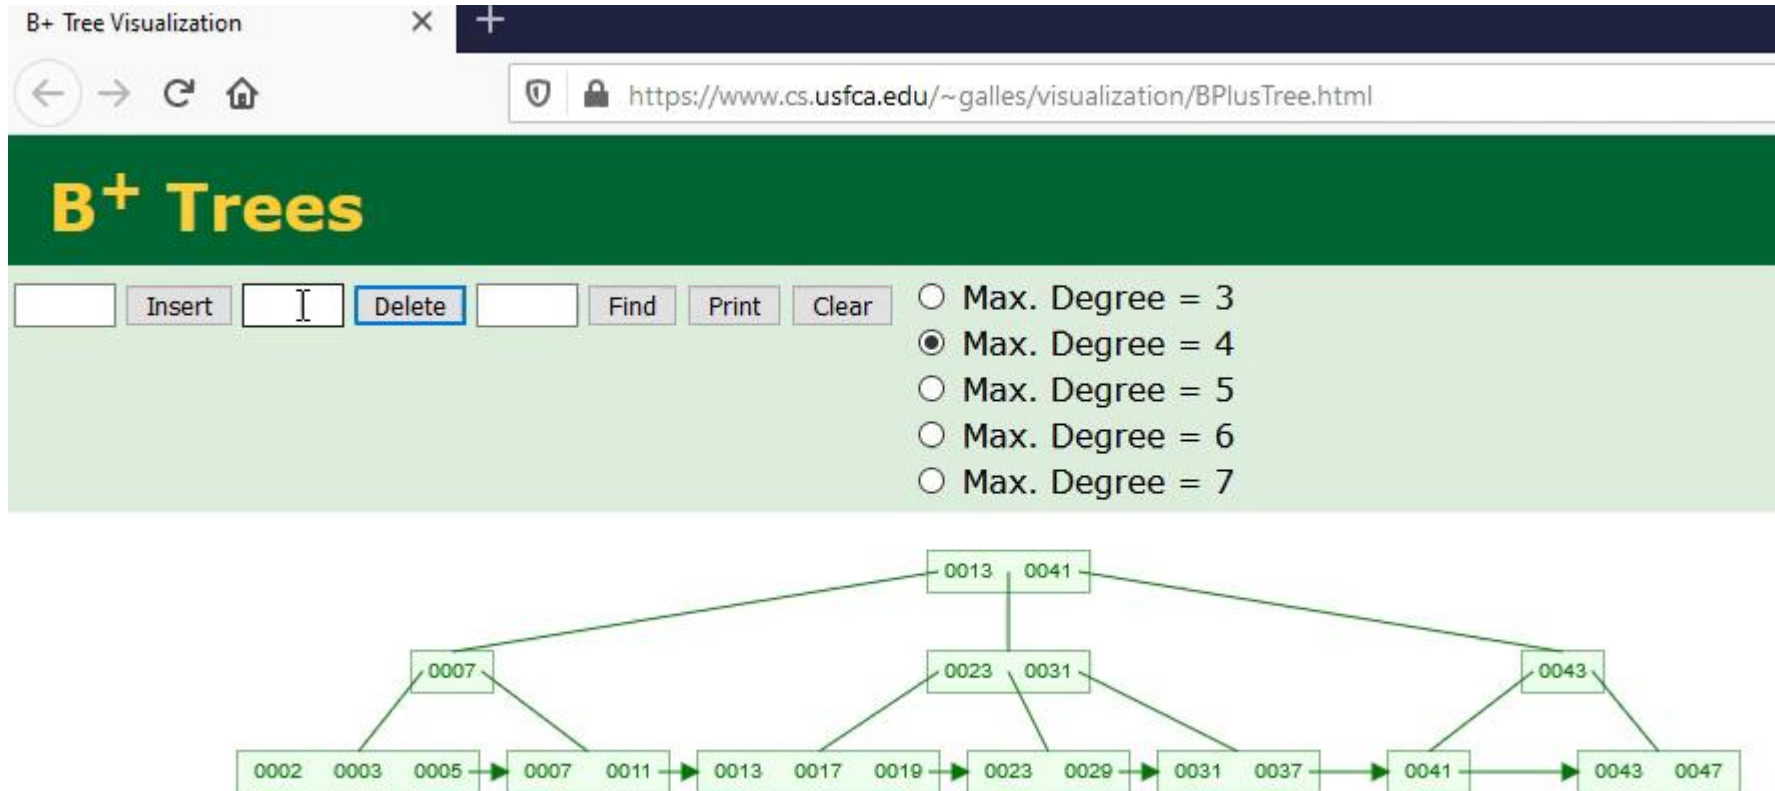 B+ Tree Visualization
https://www.cs.usfca.edu/~galles/visualization/BPlusTree.html
B+ Trees
Insert Delete Find Print Clear
Max. Degree = 3
Max. Degree = 4
Max. Degree = 5
Max. Degree = 6
Max. Degree = 7
0013 0041
0007 0023 0031 0043
0002 0003 0005 0007 0011 0013 0017 0019 0023 0029 0031 0037 0041 0043 0047